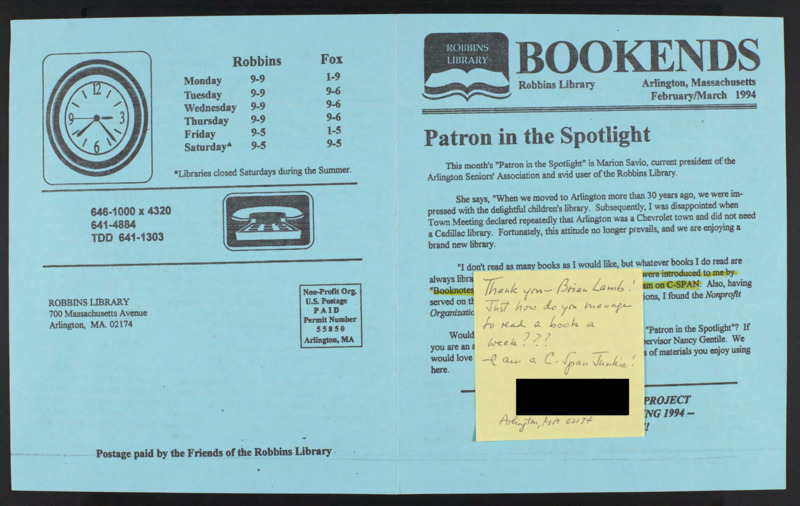 Robbins Fox
Monday 9-9 1-9
Tuesday 9-9 9-6
Wednesday 9-9 9-6
Thursday 9-9 9-6
Friday 9-5 1-5
Saturday* 9-5 9-5
*Libraries closed Saturdays during the Summer.
12
3
6
9
646-1000 x 4320
641-4884
TDD 641-1303
ROBBINS LIBRARY
700 Massachusetts Avenue
Arlington, MA. 02174
Non-Profit Org.
U.S. Postage
PAID
Permit Number
55850
Arlington, MA
Postage paid by the Friends of the Robbins Library
ROBBINS
LIBRARY
BOOKENDS
Robbins Library Arlington, Massachusetts
February/March 1994
Patron in the Spotlight
This month's "Patron in the Spotlight" is Marion Savio, current president of the
Arlington Seniors' Association and avid user of the Robbins Library.
She says, "When we moved to Arlington more than 30 years ago, we were im-
pressed with the delightful children's library. Subsequently, I was disappointed when
Town Meeting declared repeatedly that Arlington was a Chevrolet town and did not need
a Cadillac library. Fortunately, this attitude no longer prevails, and we are enjoying a
brand new library.
"I don't read as many books as I would like, but whatever books I do read are
always libra were introduced to me by
"Booknotes am on C-SPAN. Also, having
served on th ions, I found the Nonprofit
Organizatio
Would "Patron in the Spotlight"? If
you are an a ervisor Nancy Gentile. We
would love s of materials you enjoy using
here.
PROJECT
NG 1994 –
!
Thank you – Brian Lamb!
Just how do you manage
to read a book a
week???
I am a C-Span Junkie!
Arlington, MA 02174